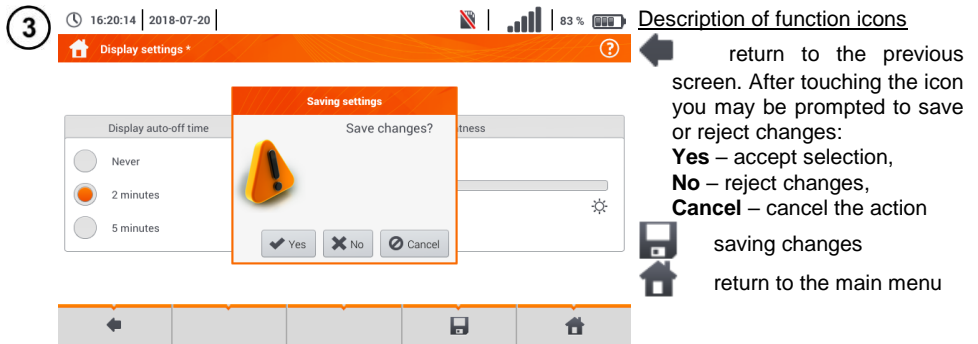 3
16:20:14 2018-07-20 83 %
Display settings *
?
Saving settings
Display auto-off time
tness
Save changes?
Never
2 minutes
5 minutes
Yes No Cancel
Description of function icons
return to the previous
screen. After touching the icon
you may be prompted to save
or reject changes:
Yes – accept selection,
No – reject changes,
Cancel – cancel the action
saving changes
return to the main menu